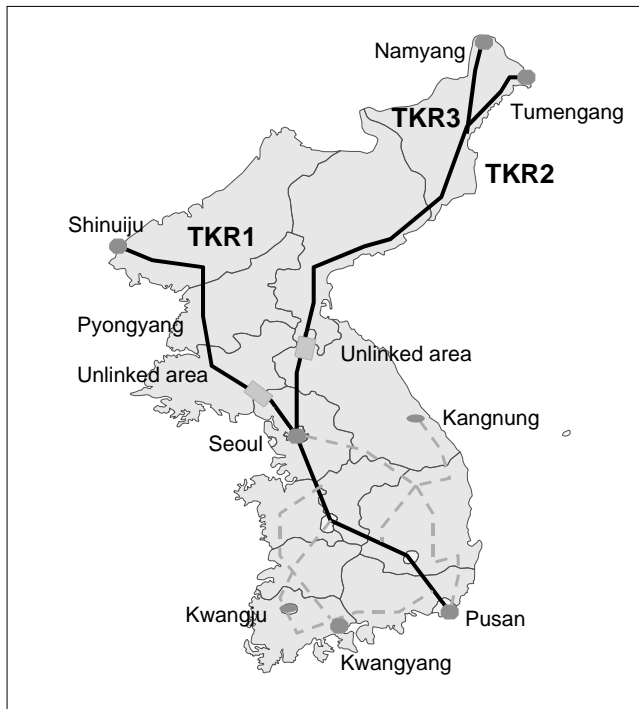 Namyang
TKR3
Tumengang
TKR2
Shinuiju
TKR1
Pyongyang
Unlinked area
Unlinked area
Kangnung
Seoul
Kwangju
Pusan
Kwangyang